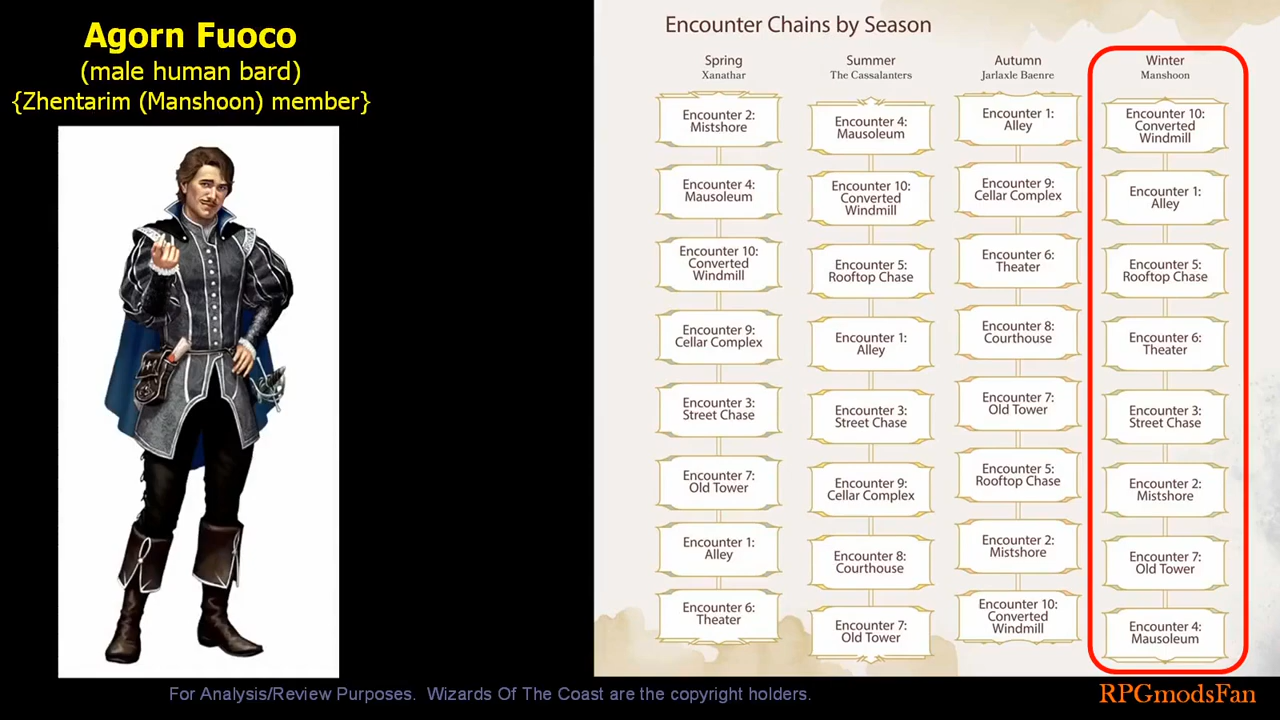 Agorn Fuoco
(male human bard)
{Zhentarim (Manshoon) member}
Encounter Chains by Season
Spring
Xanathar
Encounter 2:
Mistshore
Encounter 4:
Mausoleum
Encounter 10:
Converted
Windmill
Encounter 9:
Cellar Complex
Encounter 3:
Street Chase
Encounter 7:
Old Tower
Encounter 1:
Alley
Encounter 6:
Theater
Summer
The Cassalanters
Encounter 4:
Mausoleum
Encounter 10:
Converted
Windmill
Encounter 5:
Rooftop Chase
Encounter 1:
Alley
Encounter 3:
Street Chase
Encounter 9:
Cellar Complex
Encounter 8:
Courthouse
Encounter 7:
Old Tower
Autumn
Jarlaxle Baenre
Encounter 1:
Alley
Encounter 9:
Cellar Complex
Encounter 6:
Theater
Encounter 8:
Courthouse
Encounter 7:
Old Tower
Encounter 5:
Rooftop Chase
Encounter 2:
Mistshore
Encounter 10:
Converted
Windmill
Winter
Manshoon
Encounter 10:
Converted
Windmill
Encounter 1:
Alley
Encounter 5:
Rooftop Chase
Encounter 6:
Theater
Encounter 3:
Street Chase
Encounter 2:
Mistshore
Encounter 7:
Old Tower
Encounter 4:
Mausoleum
For Analysis/Review Purposes. Wizards Of The Coast are the copyright holders.
RPGmodsFan